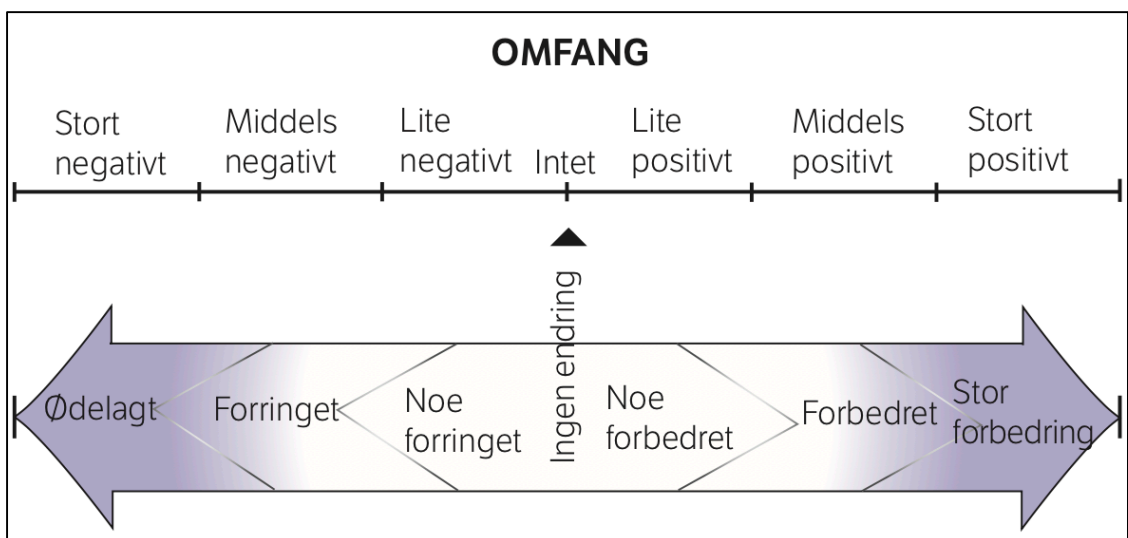 OMFANG
Stort
negativt
Middels
negativt
Lite
negativt
Intet
Lite
positivt
Middels
positivt
Stort
positivt
Ødelagt
Forringet
Noe
forringet
Ingen endring
Noe
forbedret
Forbedret
Stor
forbedring